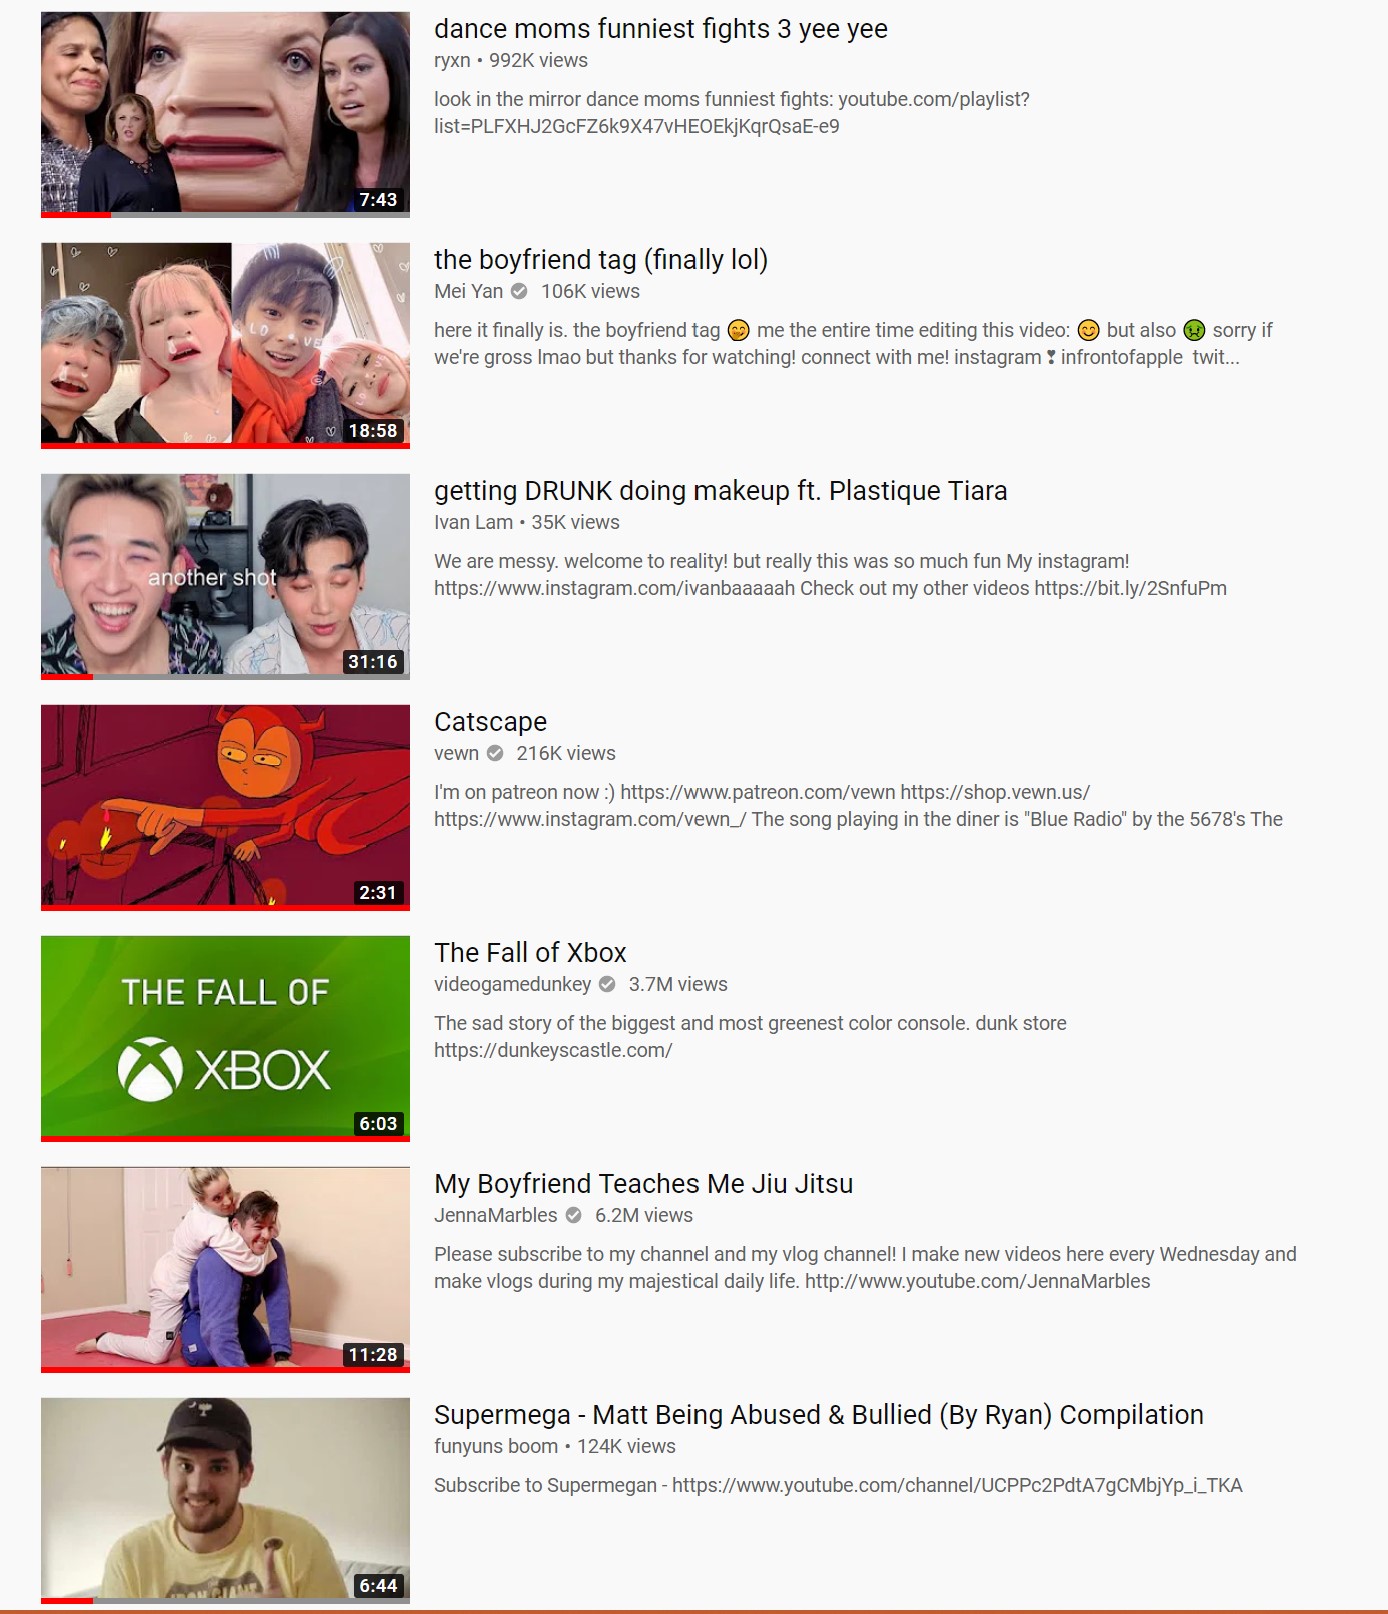 dance moms funniest fights 3 yee yee
ryxn • 992K views
look in the mirror dance moms funniest fights: youtube.com/playlist?
list=PLFXHJ2GcFZ6k9X47vHEOEkjKqrQsaE-e9
7:43
the boyfriend tag (finally lol)
Mei Yan 106K views
here it finally is. the boyfriend tag 🤭 me the entire time editing this video: 😊 but also 🤢 sorry if
we're gross lmao but thanks for watching! connect with me! instagram ❣ infrontofapple twit...
LO VE
LO
18:58
getting DRUNK doing makeup ft. Plastique Tiara
Ivan Lam • 35K views
We are messy. welcome to reality! but really this was so much fun My instagram!
https://www.instagram.com/ivanbaaaaah Check out my other videos https://bit.ly/2SnfuPm
another shot
31:16
Catscape
vewn 216K views
I'm on patreon now :) https://www.patreon.com/vewn https://shop.vewn.us/
https://www.instagram.com/vewn_/ The song playing in the diner is "Blue Radio" by the 5678's The
2:31
The Fall of Xbox
videogamedunkey 3.7M views
The sad story of the biggest and most greenest color console. dunk store
https://dunkeyscastle.com/
THE FALL OF
XBOX
6:03
My Boyfriend Teaches Me Jiu Jitsu
JennaMarbles 6.2M views
Please subscribe to my channel and my vlog channel! I make new videos here every Wednesday and
make vlogs during my majestical daily life. http://www.youtube.com/JennaMarbles
11:28
Supermega - Matt Being Abused & Bullied (By Ryan) Compilation
funyuns boom • 124K views
Subscribe to Supermegan - https://www.youtube.com/channel/UCPPc2PdtA7gCMbjYp_i_TKA
IRON GIANT
6:44